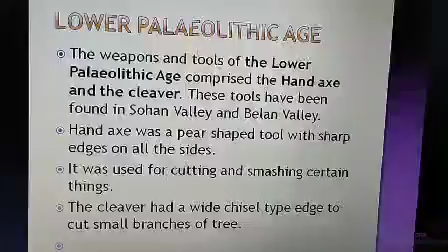 LOWER PALAEOLITHIC AGE
The weapons and tools of the Lower
Palaeolithic Age comprised the Hand axe
and the cleaver. These tools have been
found in Sohan Valley and Belan Valley.
Hand axe was a pear shaped tool with sharp
edges on all the sides.
It was used for cutting and smashing certain
things.
The cleaver had a wide chisel type edge to
cut small branches of tree.